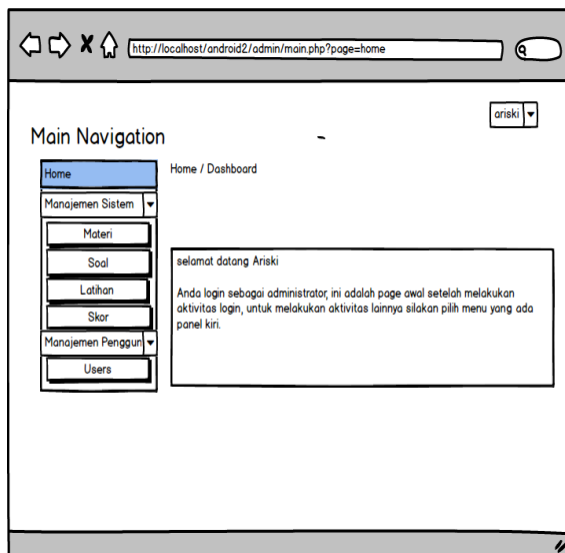 http://localhost/android2/admin/main.php?page=home
ariski
Main Navigation
Home
Home / Dashboard
Manajemen Sistem
Materi
Soal
Latihan
Skor
Manajemen Penggun
Users
selamat datang Ariski
Anda login sebagai administrator, ini adalah page awal setelah melakukan
aktivitas login, untuk melakukan aktivitas lainnya silakan pilih menu yang ada
panel kiri.